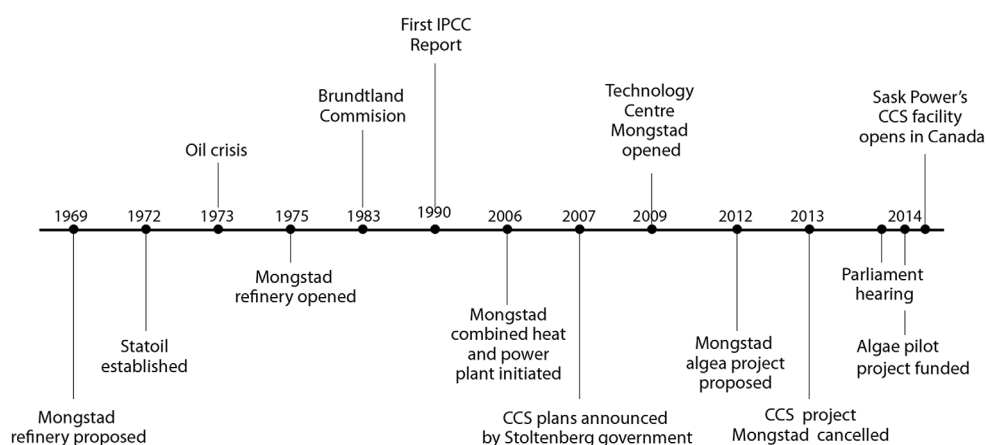 First IPCC
Report
Brundtland
Commision
Oil crisis
Technology
Centre
Mongstad
opened
Sask Power's
CCS facility
opens in Canada
1969 1972 1973 1975 1983 1990 2006 2007 2009 2012 2013 2014
Mongstad
refinery proposed
Statoil
established
Mongstad
refinery opened
Mongstad
combined heat
and power
plant initiated
CCS plans announced
by Stoltenberg government
Mongstad
algea project
proposed
CCS project
Mongstad cancelled
Parliament
hearing
Algae pilot
project funded